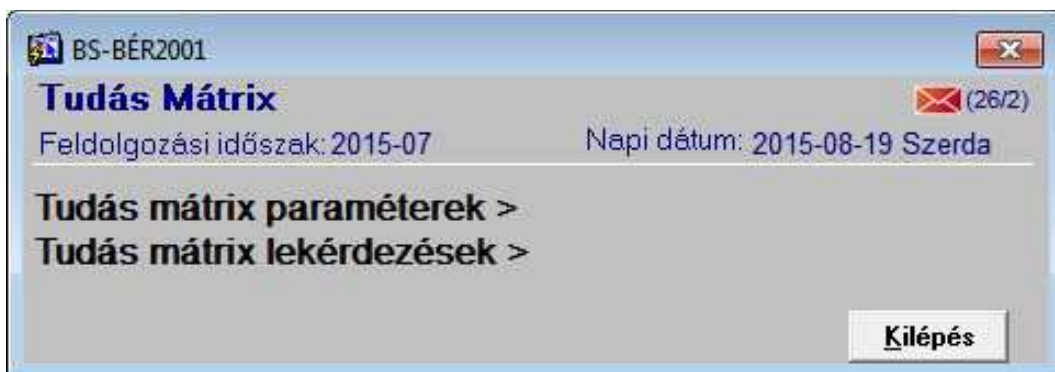 BS-BÉR2001
Tudás Mátrix
(26/2)
Feldolgozási időszak: 2015-07 Napi dátum: 2015-08-19 Szerda
Tudás mátrix paraméterek >
Tudás mátrix lekérdezések >
Kilépés